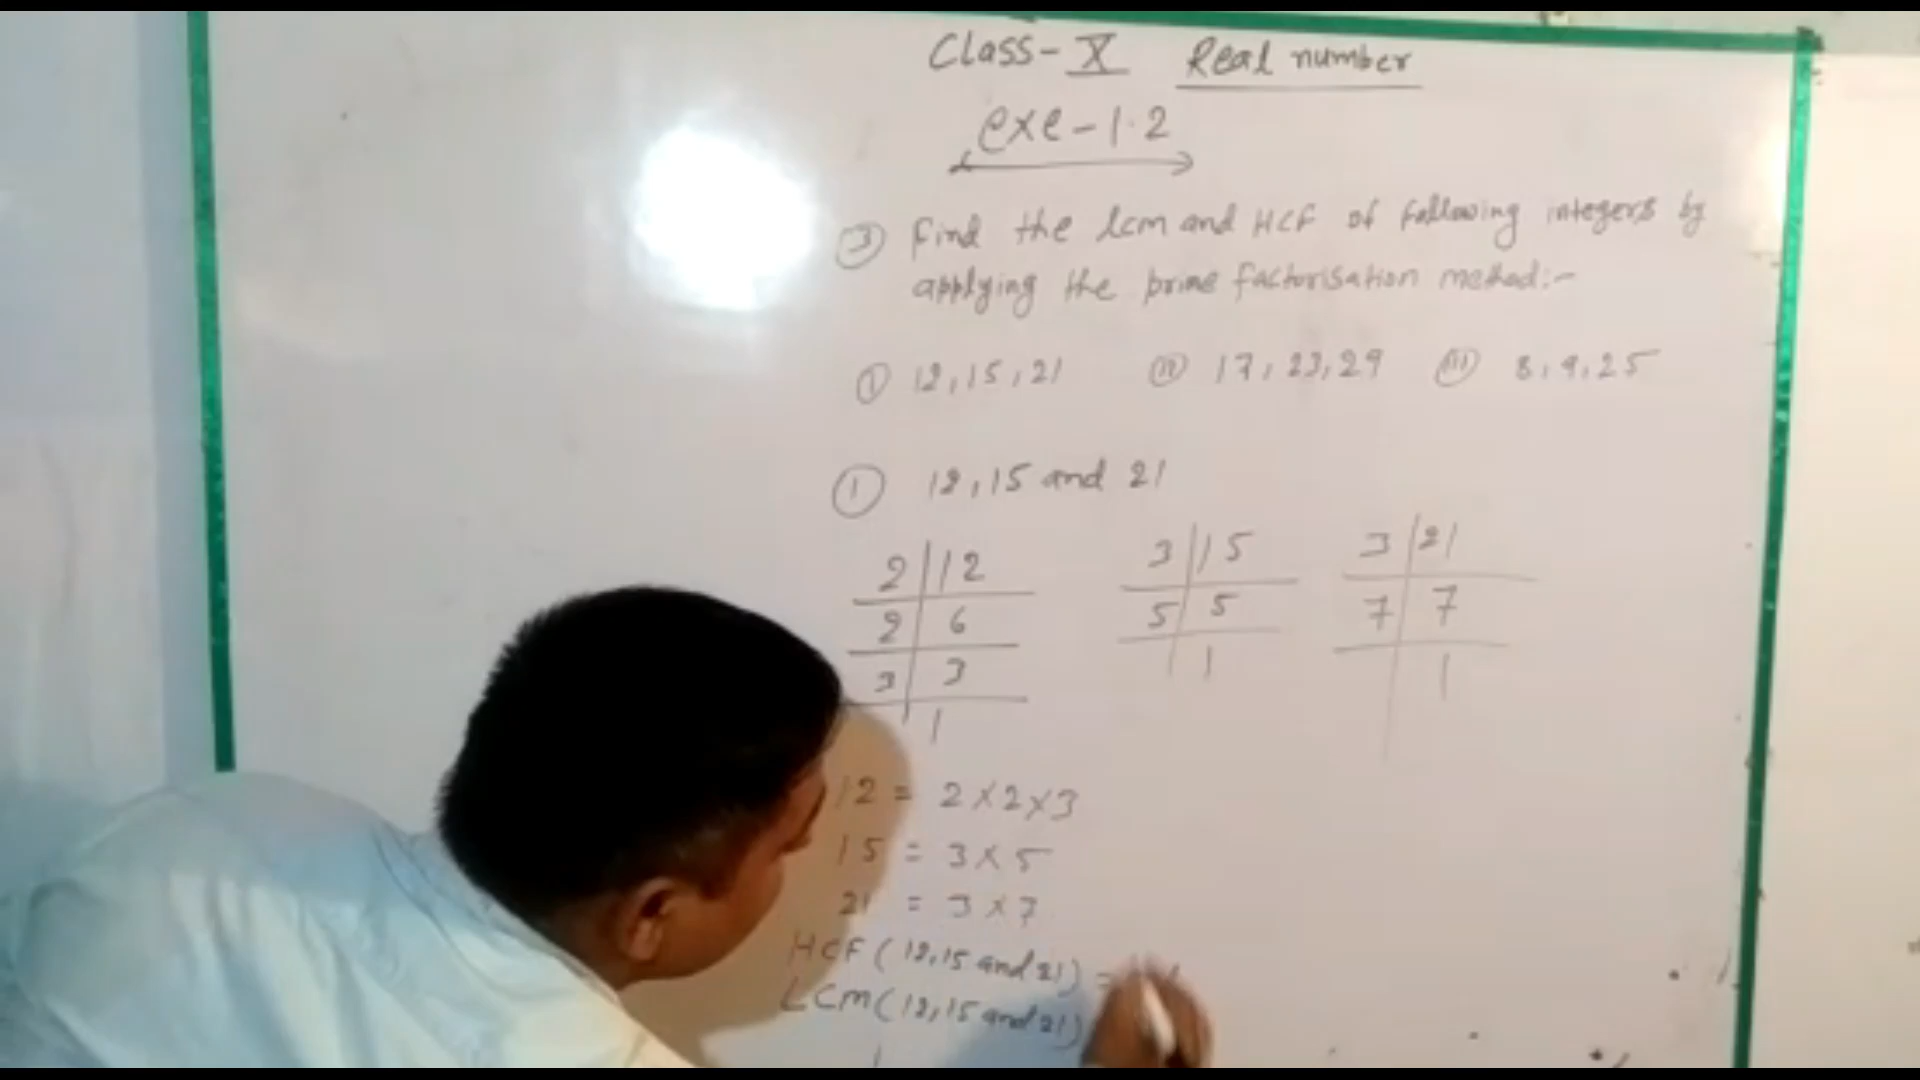 Class- X Real number
exe-1.2
③ Find the lcm and HCF of following integers by
applying the prime factorisation method:-
① 12,15,21 ⑪ 17,23,29 (iii) 8,9,25
① 12,15 and 21
2|12 3|15 3|21
2|6 5|5 7|7
3|3 |1 |1
|1
12 = 2×2×3
15 = 3×5
21 = 3×7
HCF (12,15 and 21) =
LCm (12,15 and 21)